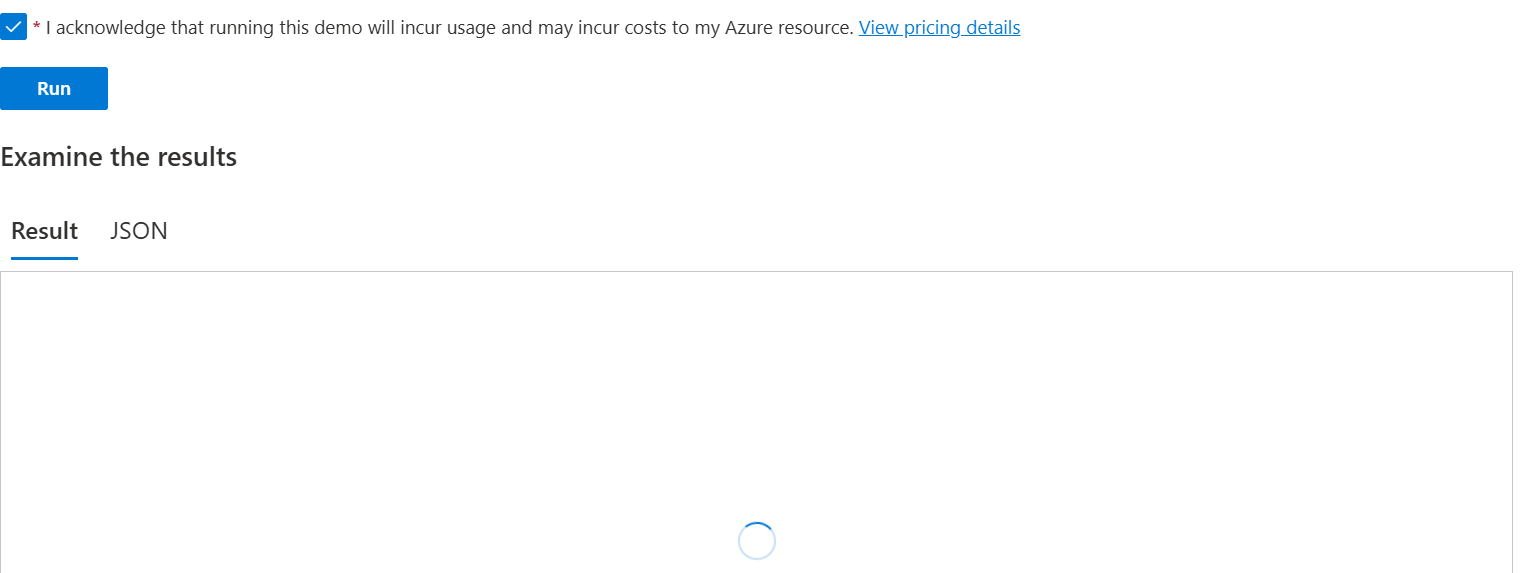 * I acknowledge that running this demo will incur usage and may incur costs to my Azure resource. View pricing details
Run
Examine the results
Result JSON